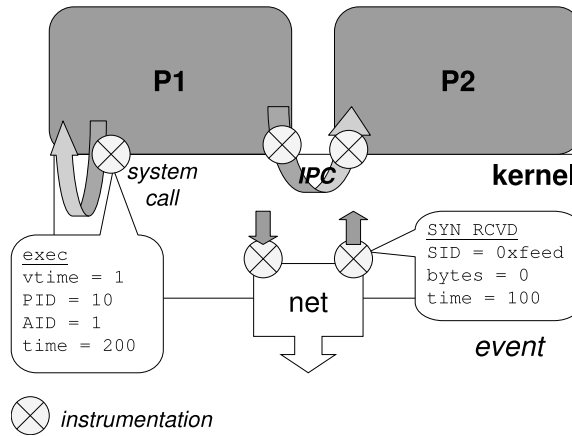 P1
P2
IPC
system
call
kernel
exec
vtime = 1
PID = 10
AID = 1
time = 200
SYN RCVD
SID = 0xfeed
bytes = 0
time = 100
net
event
instrumentation